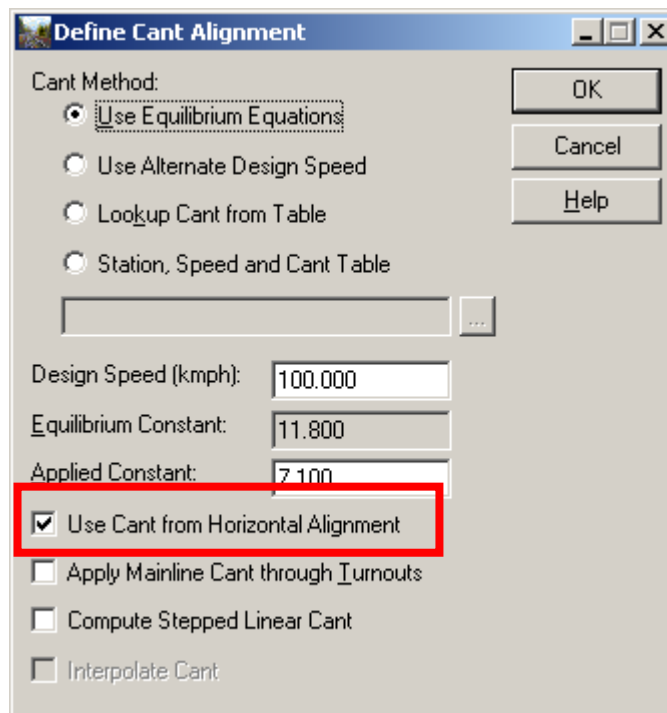 Define Cant Alignment
Cant Method:
Use Equilibrium Equations
Use Alternate Design Speed
Lookup Cant from Table
Station, Speed and Cant Table
...
OK
Cancel
Help
Design Speed (kmph): 100.000
Equilibrium Constant: 11.800
Applied Constant: 7.100
Use Cant from Horizontal Alignment
Apply Mainline Cant through Turnouts
Compute Stepped Linear Cant
Interpolate Cant